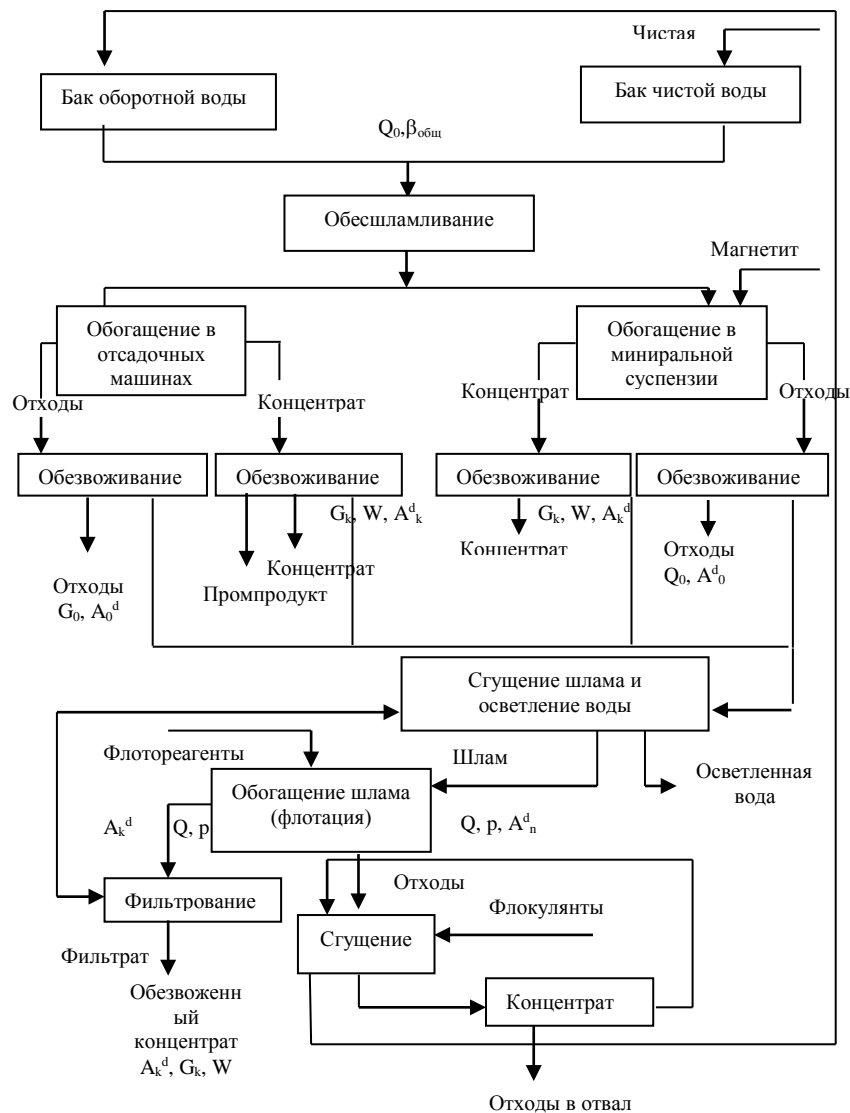 Чистая
Бак оборотной воды
Бак чистой воды
Q₀,β_общ
Обесшламливание
Магнетит
Обогащение в
отсадочных
машинах
Обогащение в
миниральной
суспензии
Отходы
Концентрат
Концентрат
Отходы
Обезвоживание
Обезвоживание
Обезвоживание
Обезвоживание
Gₖ, W, Aᵈₖ
Gₖ, W, Aₖᵈ
Отходы
G₀, A₀ᵈ
Концентрат
Промпродукт
Концентрат
Отходы
Q₀, Aᵈ₀
Сгущение шлама и
осветление воды
Флотореагенты
Шлам
Осветленная
вода
Обогащение шлама
(флотация)
Aₖᵈ
Q, p
Q, p, Aᵈₙ
Отходы
Фильтрование
Флокулянты
Сгущение
Фильтрат
Обезвоженн
ый
концентрат
Aₖᵈ, Gₖ, W
Концентрат
Отходы в отвал